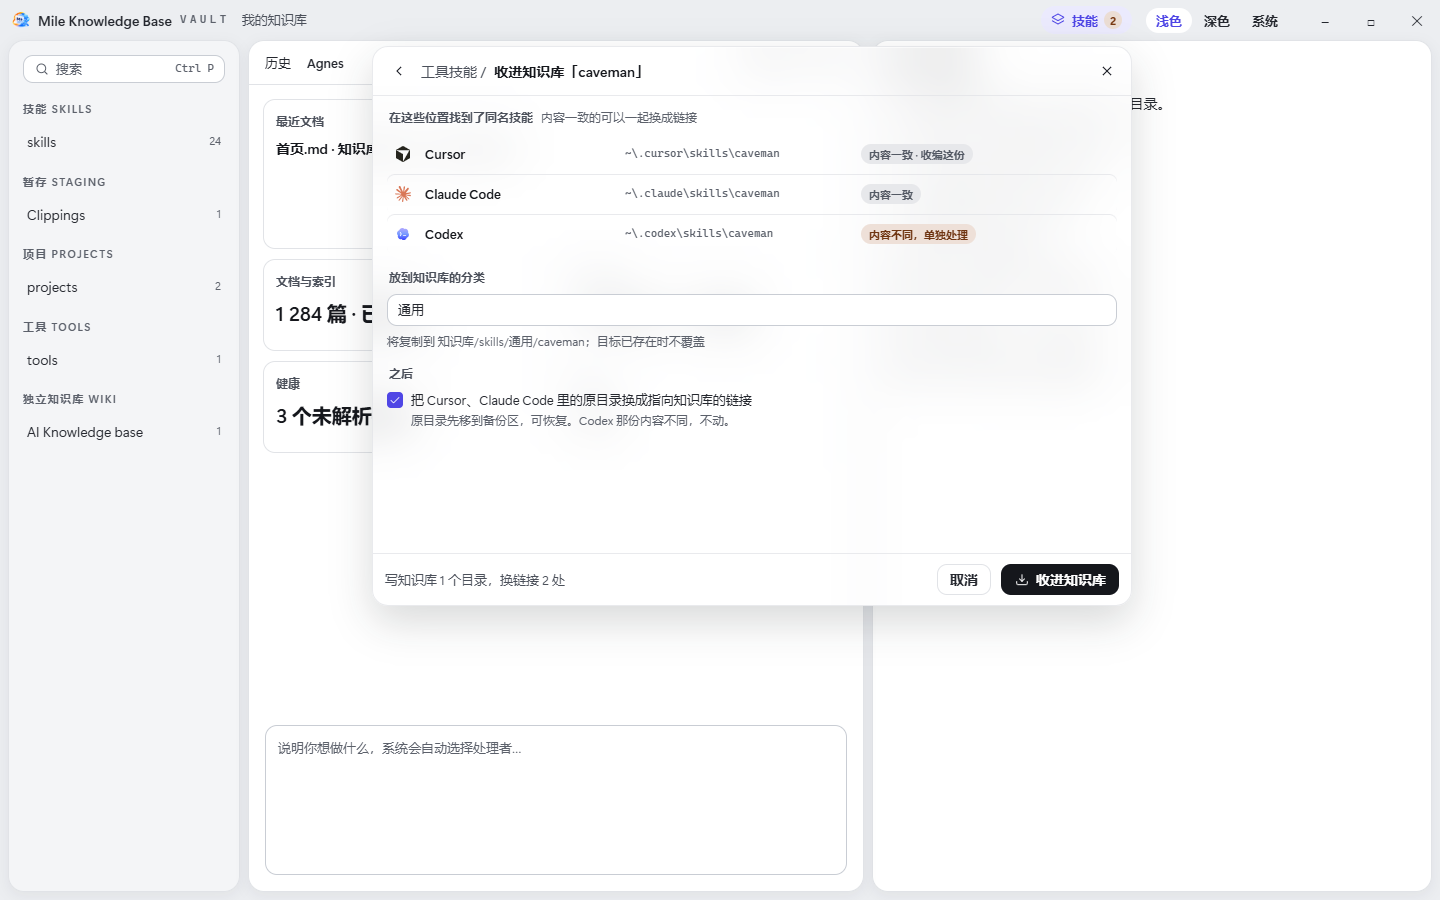 Mile Knowledge Base VAULT 我的知识库
技能 2 浅色 深色 系统
搜索 Ctrl P
技能 SKILLS
skills 24
暂存 STAGING
Clippings 1
项目 PROJECTS
projects 2
工具 TOOLS
tools 1
独立知识库 WIKI
AI Knowledge base 1
历史 Agnes
最近文档
首页.md · 知识库
文档与索引
1 284 篇 · 已
健康
3 个未解析
说明你想做什么，系统会自动选择处理者...
目录。
工具技能 / 收进知识库「caveman」
在这些位置找到了同名技能 内容一致的可以一起换成链接
Cursor ~\.cursor\skills\caveman 内容一致 · 收编这份
Claude Code ~\.claude\skills\caveman 内容一致
Codex ~\.codex\skills\caveman 内容不同，单独处理
放到知识库的分类
通用
将复制到 知识库/skills/通用/caveman；目标已存在时不覆盖
之后
把 Cursor、Claude Code 里的原目录换成指向知识库的链接
原目录先移到备份区，可恢复。Codex 那份内容不同，不动。
写知识库 1 个目录，换链接 2 处
取消 收进知识库